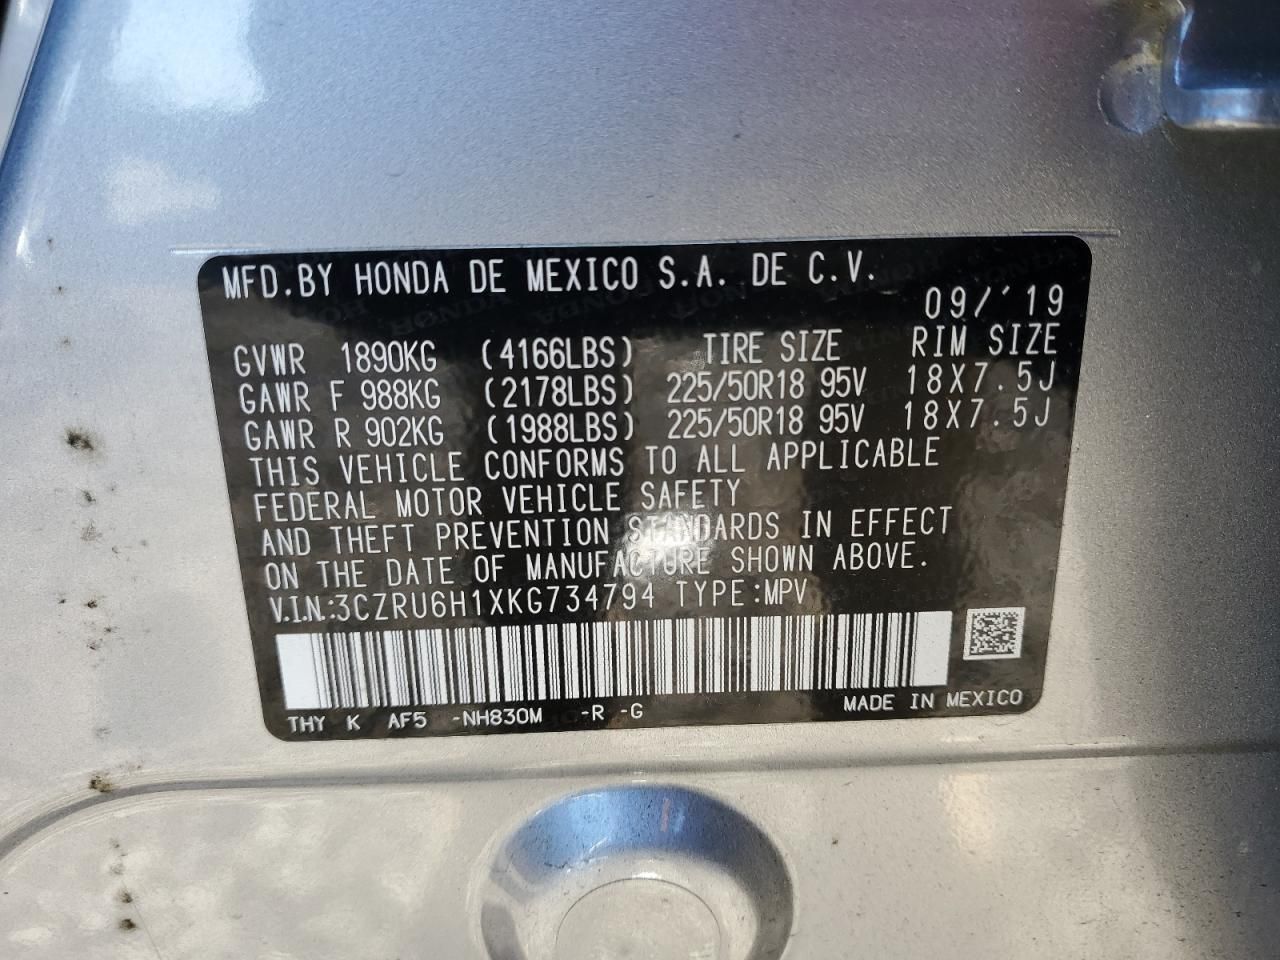 MFD.BY HONDA DE MEXICO S.A. DE C.V.
09/'19
GVWR 1890KG (4166LBS) TIRE SIZE RIM SIZE
GAWR F 988KG (2178LBS) 225/50R18 95V 18X7.5J
GAWR R 902KG (1988LBS) 225/50R18 95V 18X7.5J
THIS VEHICLE CONFORMS TO ALL APPLICABLE
FEDERAL MOTOR VEHICLE SAFETY
AND THEFT PREVENTION STANDARDS IN EFFECT
ON THE DATE OF MANUFACTURE SHOWN ABOVE.
V.I.N.:3CZRU6H1XKG734794 TYPE:MPV
THY K AF5 -NH830M -R -G MADE IN MEXICO